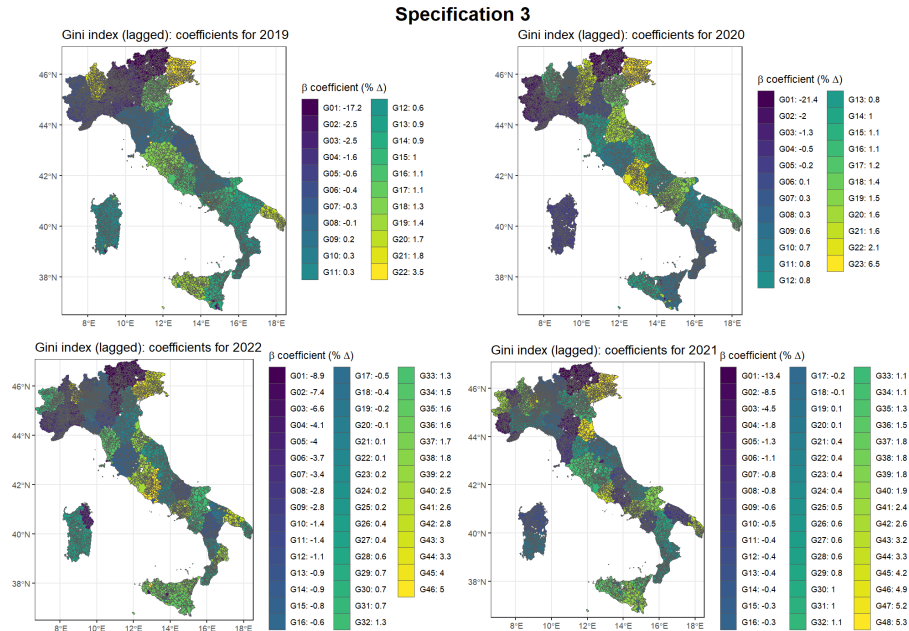 Specification 3
Gini index (lagged): coefficients for 2019
46°N
44°N
42°N
40°N
38°N
8°E 10°E 12°E 14°E 16°E 18°E
β coefficient (% Δ)
G01: -17.2
G02: -2.5
G03: -2.5
G04: -1.6
G05: -0.6
G06: -0.4
G07: -0.3
G08: -0.1
G09: 0.2
G10: 0.3
G11: 0.3
G12: 0.6
G13: 0.9
G14: 0.9
G15: 1
G16: 1.1
G17: 1.1
G18: 1.3
G19: 1.4
G20: 1.7
G21: 1.8
G22: 3.5
Gini index (lagged): coefficients for 2020
46°N
44°N
42°N
40°N
38°N
8°E 10°E 12°E 14°E 16°E 18°E
β coefficient (% Δ)
G01: -21.4
G02: -2
G03: -1.3
G04: -0.5
G05: -0.2
G06: 0.1
G07: 0.3
G08: 0.3
G09: 0.6
G10: 0.7
G11: 0.8
G12: 0.8
G13: 0.8
G14: 1
G15: 1.1
G16: 1.1
G17: 1.2
G18: 1.4
G19: 1.5
G20: 1.6
G21: 1.6
G22: 2.1
G23: 6.5
Gini index (lagged): coefficients for 2022
46°N
44°N
42°N
40°N
38°N
8°E 10°E 12°E 14°E 16°E 18°E
β coefficient (% Δ)
G01: -8.9
G02: -7.4
G03: -6.6
G04: -4.1
G05: -4
G06: -3.7
G07: -3.4
G08: -2.8
G09: -2.8
G10: -1.4
G11: -1.4
G12: -1.1
G13: -0.9
G14: -0.9
G15: -0.8
G16: -0.6
G17: -0.5
G18: -0.4
G19: -0.2
G20: -0.1
G21: 0.1
G22: 0.1
G23: 0.2
G24: 0.2
G25: 0.2
G26: 0.4
G27: 0.4
G28: 0.6
G29: 0.7
G30: 0.7
G31: 0.7
G32: 1.3
G33: 1.3
G34: 1.5
G35: 1.6
G36: 1.6
G37: 1.7
G38: 1.8
G39: 2.2
G40: 2.5
G41: 2.6
G42: 2.8
G43: 3
G44: 3.3
G45: 4
G46: 5
Gini index (lagged): coefficients for 2021
46°N
44°N
42°N
40°N
38°N
8°E 10°E 12°E 14°E 16°E 18°E
β coefficient (% Δ)
G01: -13.4
G02: -8.5
G03: -4.5
G04: -1.8
G05: -1.3
G06: -1.1
G07: -0.8
G08: -0.8
G09: -0.6
G10: -0.5
G11: -0.4
G12: -0.4
G13: -0.4
G14: -0.4
G15: -0.3
G16: -0.3
G17: -0.2
G18: -0.1
G19: 0.1
G20: 0.1
G21: 0.4
G22: 0.4
G23: 0.4
G24: 0.4
G25: 0.6
G26: 0.6
G27: 0.6
G28: 0.6
G29: 0.8
G30: 1
G31: 1
G32: 1.1
G33: 1.1
G34: 1.1
G35: 1.3
G36: 1.5
G37: 1.8
G38: 1.8
G39: 1.8
G40: 1.9
G41: 2.4
G42: 2.6
G43: 3.2
G44: 3.3
G45: 4.2
G46: 4.9
G47: 5.2
G48: 5.3